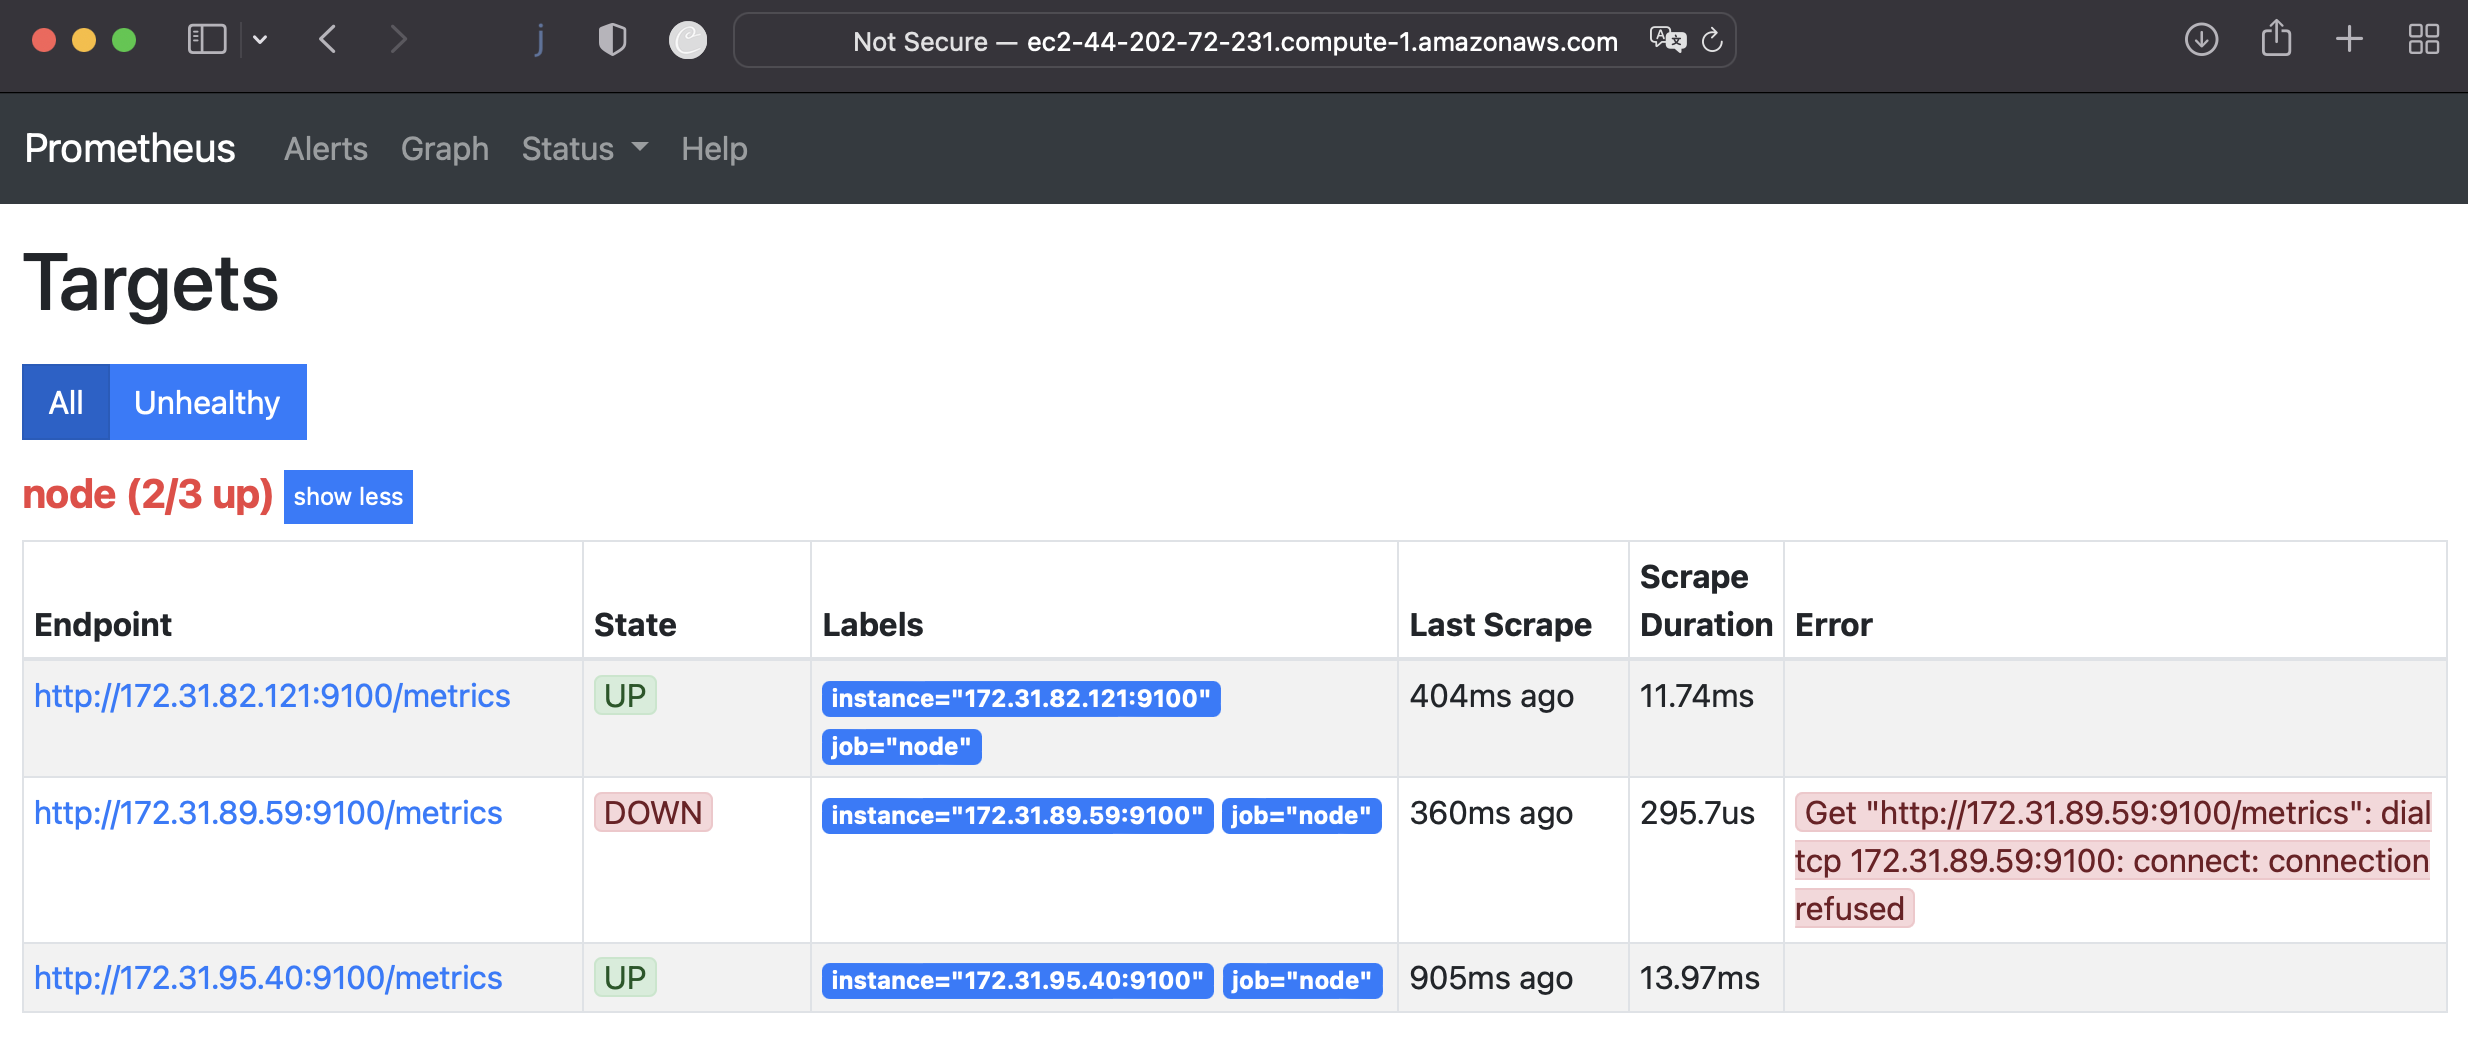 Not Secure — ec2-44-202-72-231.compute-1.amazonaws.com
Prometheus Alerts Graph Status Help
Targets
All Unhealthy
node (2/3 up) show less
Endpoint State Labels Last Scrape Scrape Duration Error
http://172.31.82.121:9100/metrics UP instance="172.31.82.121:9100" 404ms ago 11.74ms
job="node"
http://172.31.89.59:9100/metrics DOWN instance="172.31.89.59:9100" job="node" 360ms ago 295.7us Get "http://172.31.89.59:9100/metrics": dial
tcp 172.31.89.59:9100: connect: connection
refused
http://172.31.95.40:9100/metrics UP instance="172.31.95.40:9100" job="node" 905ms ago 13.97ms